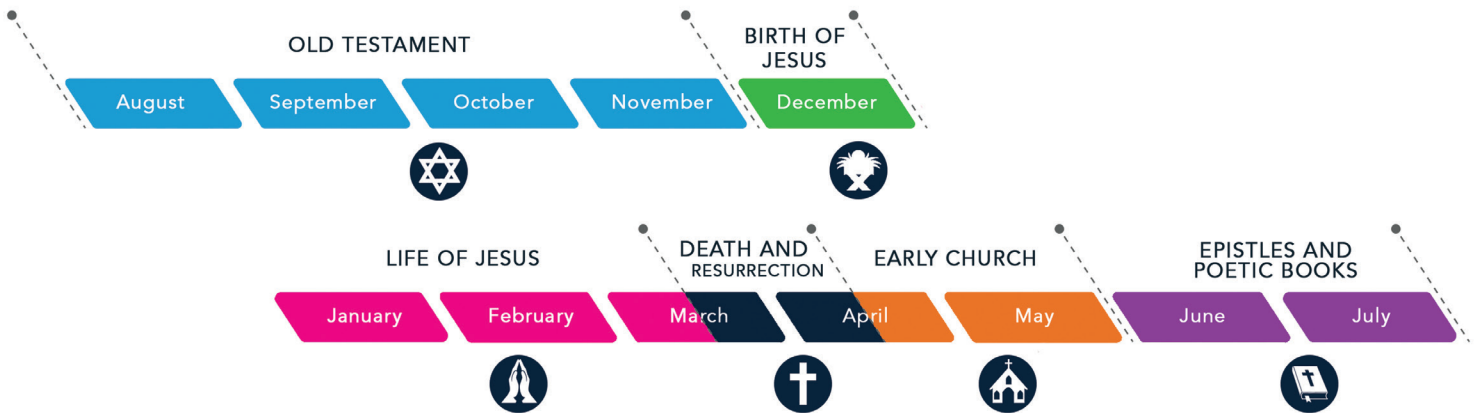 OLD TESTAMENT
BIRTH OF
JESUS
August
September
October
November
December
LIFE OF JESUS
DEATH AND
RESURRECTION
EARLY CHURCH
EPISTLES AND
POETIC BOOKS
January
February
March
April
May
June
July